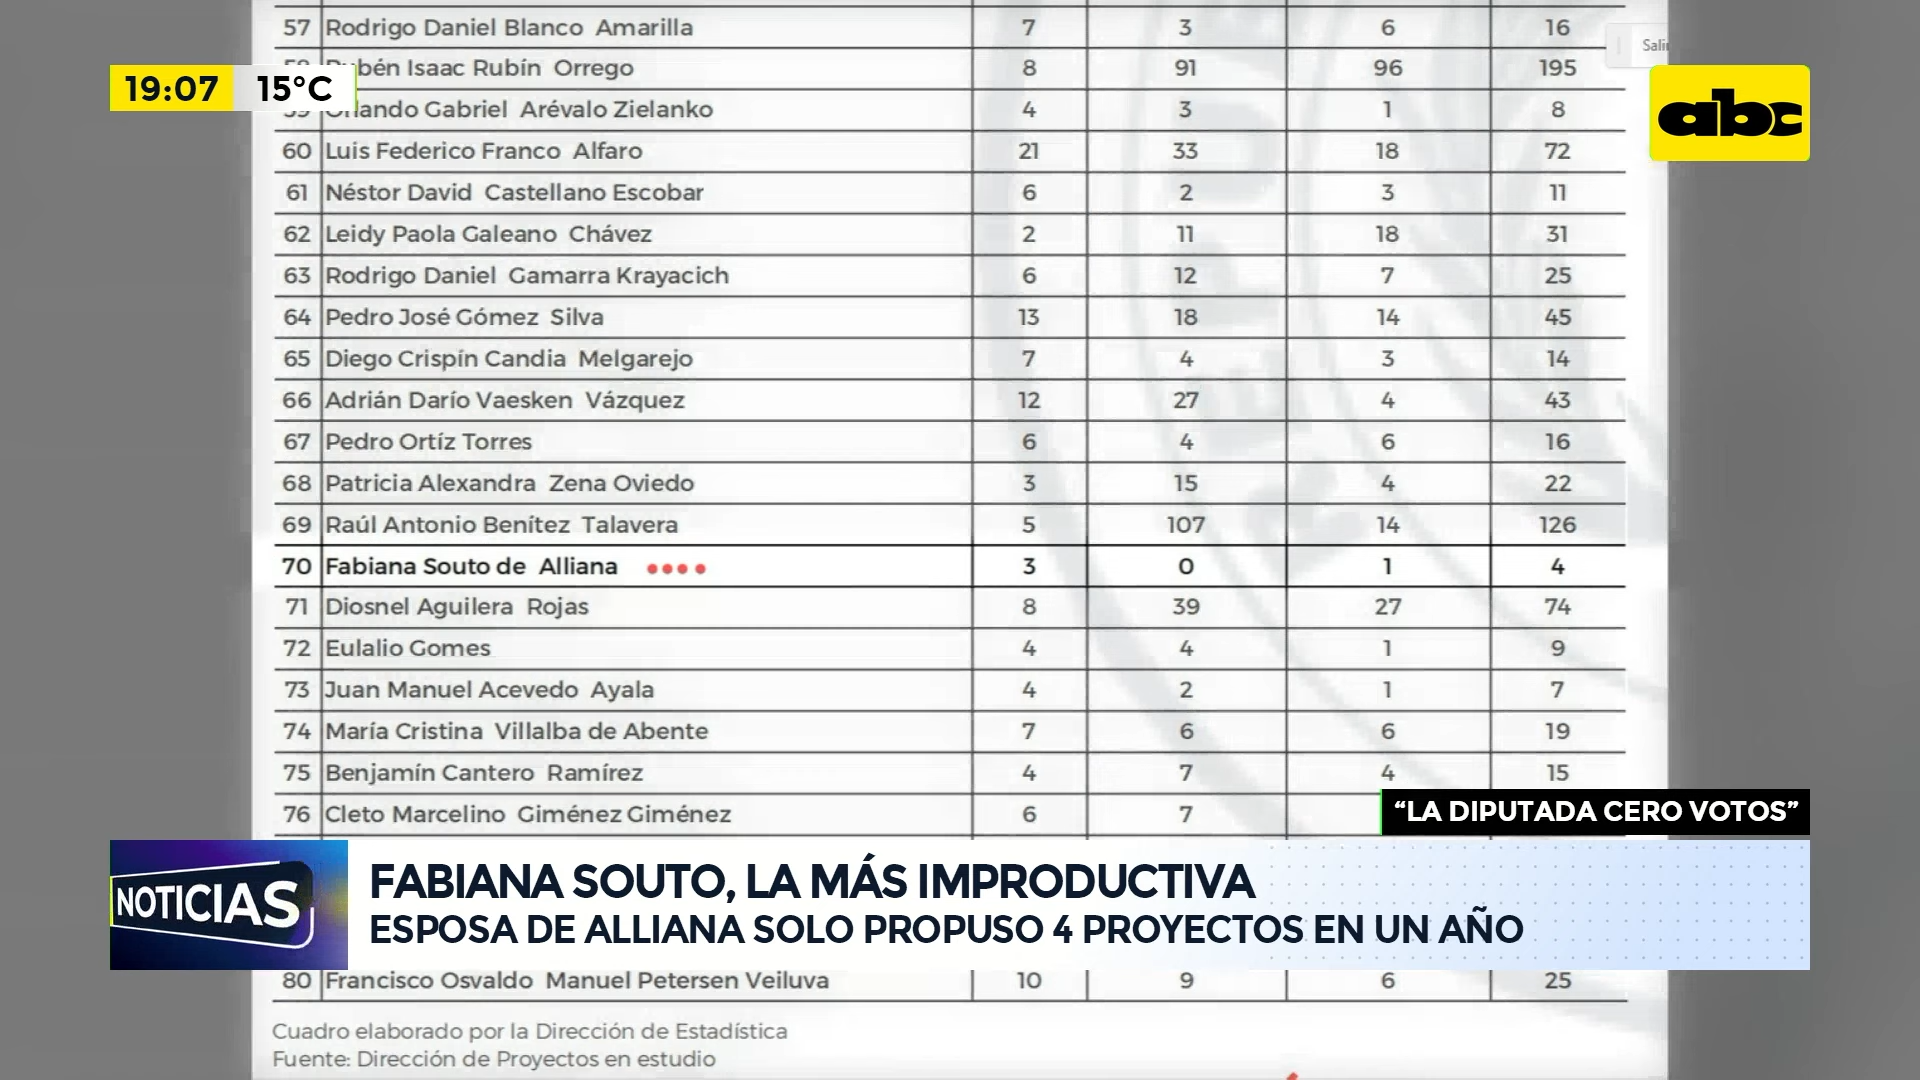 57 Rodrigo Daniel Blanco Amarilla 7 3 6 16
Sali
bén Isaac Rubín Orrego 8 91 96 195
19:07 15°C
abc
lando Gabriel Arévalo Zielanko 4 3 1 8
60 Luis Federico Franco Alfaro 21 33 18 72
61 Néstor David Castellano Escobar 6 2 3 11
62 Leidy Paola Galeano Chávez 2 11 18 31
63 Rodrigo Daniel Gamarra Krayacich 6 12 7 25
64 Pedro José Gómez Silva 13 18 14 45
65 Diego Crispín Candia Melgarejo 7 4 3 14
66 Adrián Darío Vaesken Vázquez 12 27 4 43
67 Pedro Ortíz Torres 6 4 6 16
68 Patricia Alexandra Zena Oviedo 3 15 4 22
69 Raúl Antonio Benítez Talavera 5 107 14 126
70 Fabiana Souto de Alliana 3 0 1 4
71 Diosnel Aguilera Rojas 8 39 27 74
72 Eulalio Gomes 4 4 1 9
73 Juan Manuel Acevedo Ayala 4 2 1 7
74 María Cristina Villalba de Abente 7 6 6 19
75 Benjamín Cantero Ramírez 4 7 4 15
76 Cleto Marcelino Giménez Giménez 6 7
“LA DIPUTADA CERO VOTOS”
NOTICIAS
FABIANA SOUTO, LA MÁS IMPRODUCTIVA
ESPOSA DE ALLIANA SOLO PROPUSO 4 PROYECTOS EN UN AÑO
80 Francisco Osvaldo Manuel Petersen Veiluva 10 9 6 25
Cuadro elaborado por la Dirección de Estadística
Fuente: Dirección de Proyectos en estudio